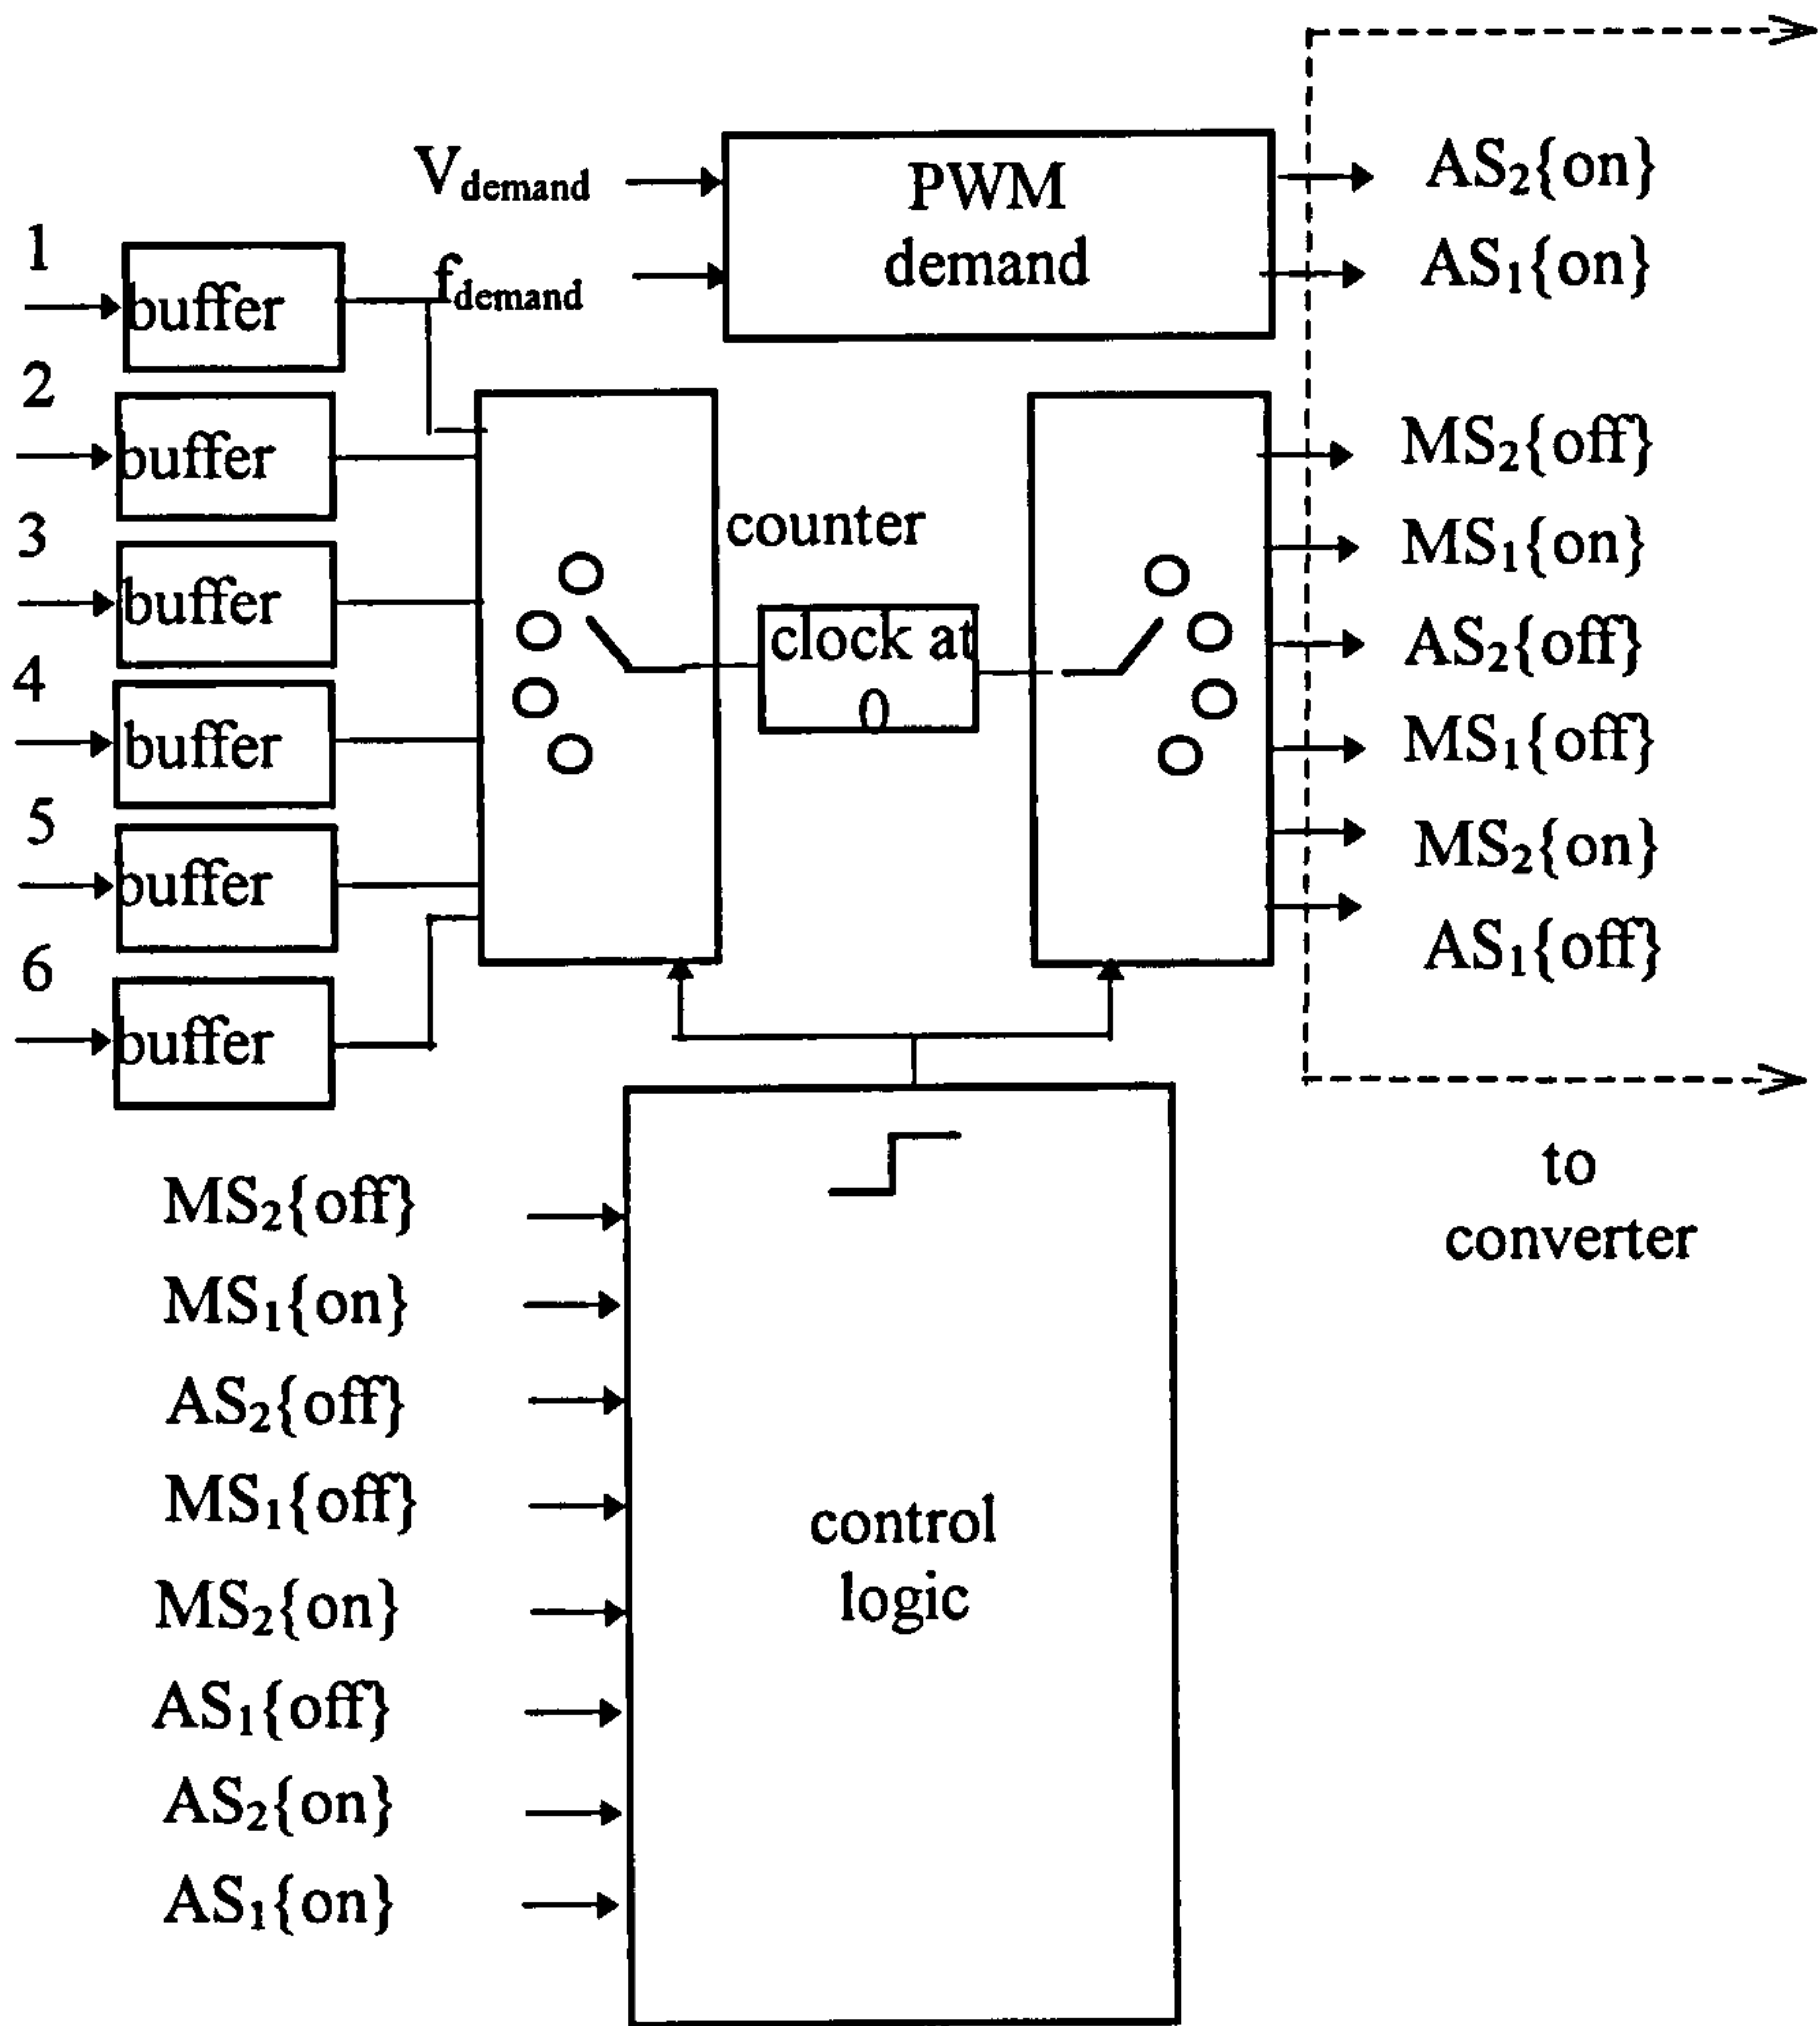 V_demand
PWM
demand
AS₂{on}
1
buffer
f_demand
AS₁{on}
2
buffer
MS₂{off}
3
buffer
counter
MS₁{on}
4
buffer
clock at
0
AS₂{off}
MS₁{off}
5
buffer
MS₂{on}
6
buffer
AS₁{off}
to
converter
MS₂{off}
MS₁{on}
AS₂{off}
MS₁{off}
control
logic
MS₂{on}
AS₁{off}
AS₂{on}
AS₁{on}